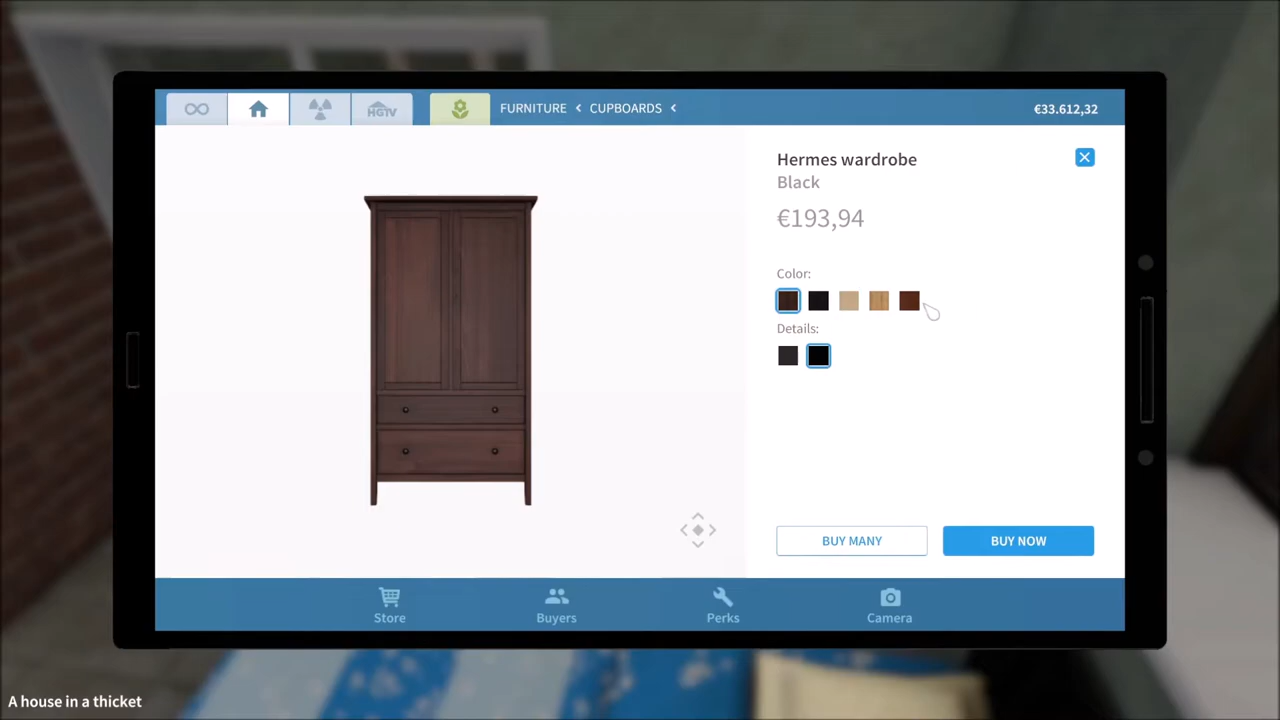 HGTV
FURNITURE < CUPBOARDS <
€33.612,32
Hermes wardrobe
Black
€193,94
Color:
Details:
BUY MANY
BUY NOW
Store
Buyers
Perks
Camera
A house in a thicket